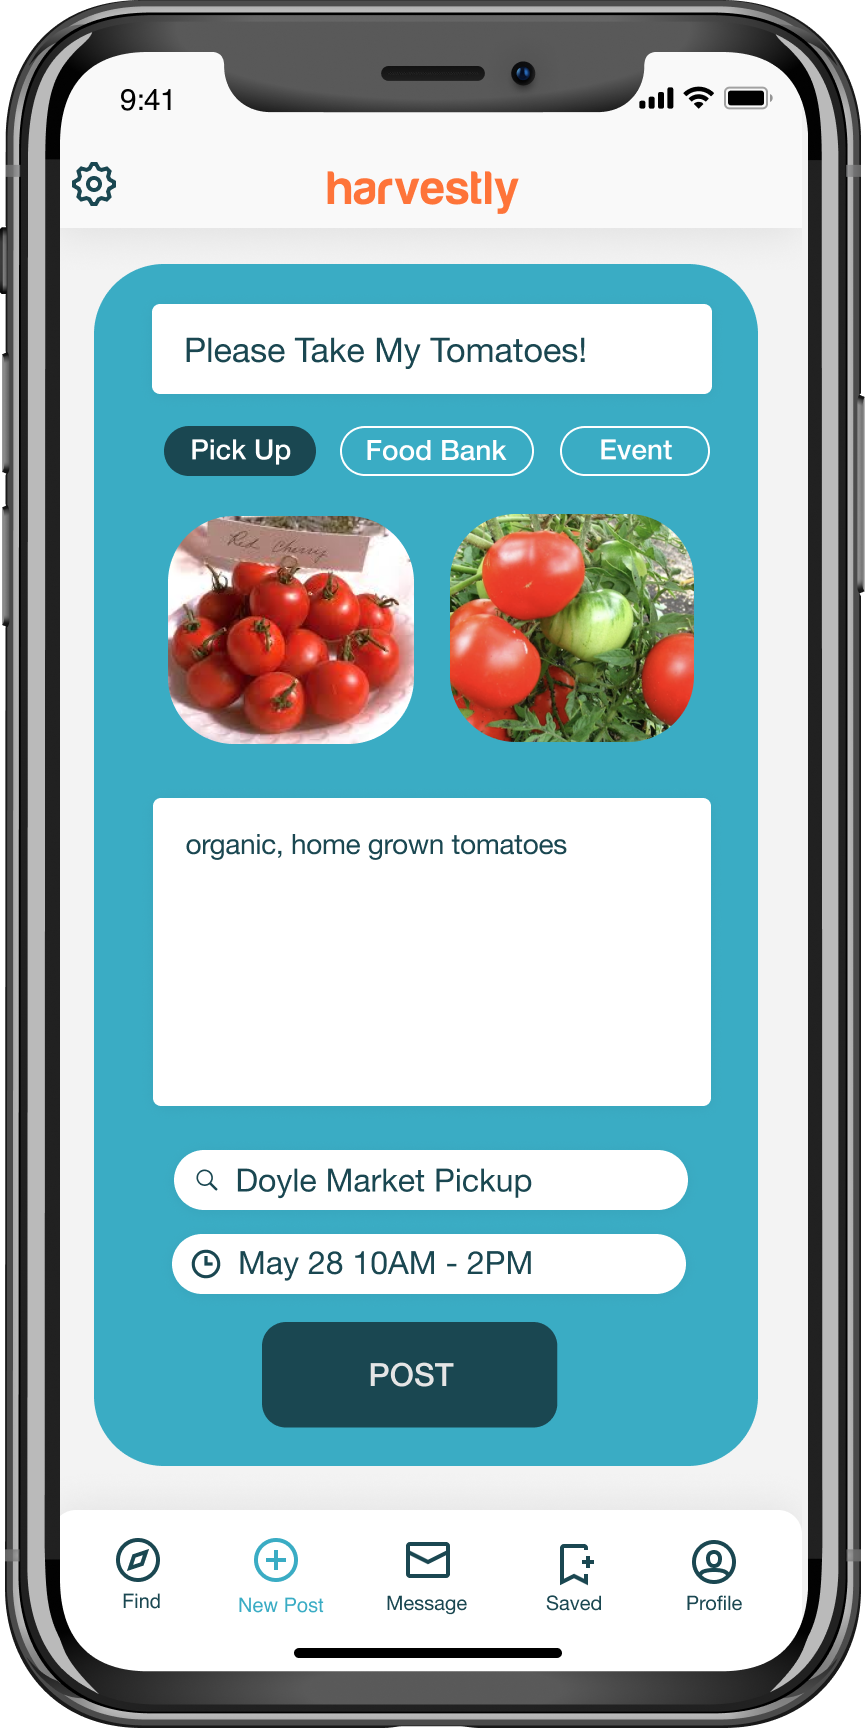 9:41
harvestly
Please Take My Tomatoes!
Pick Up
Food Bank
Event
Red Cherry
organic, home grown tomatoes
Doyle Market Pickup
May 28 10AM - 2PM
POST
Find
New Post
Message
Saved
Profile